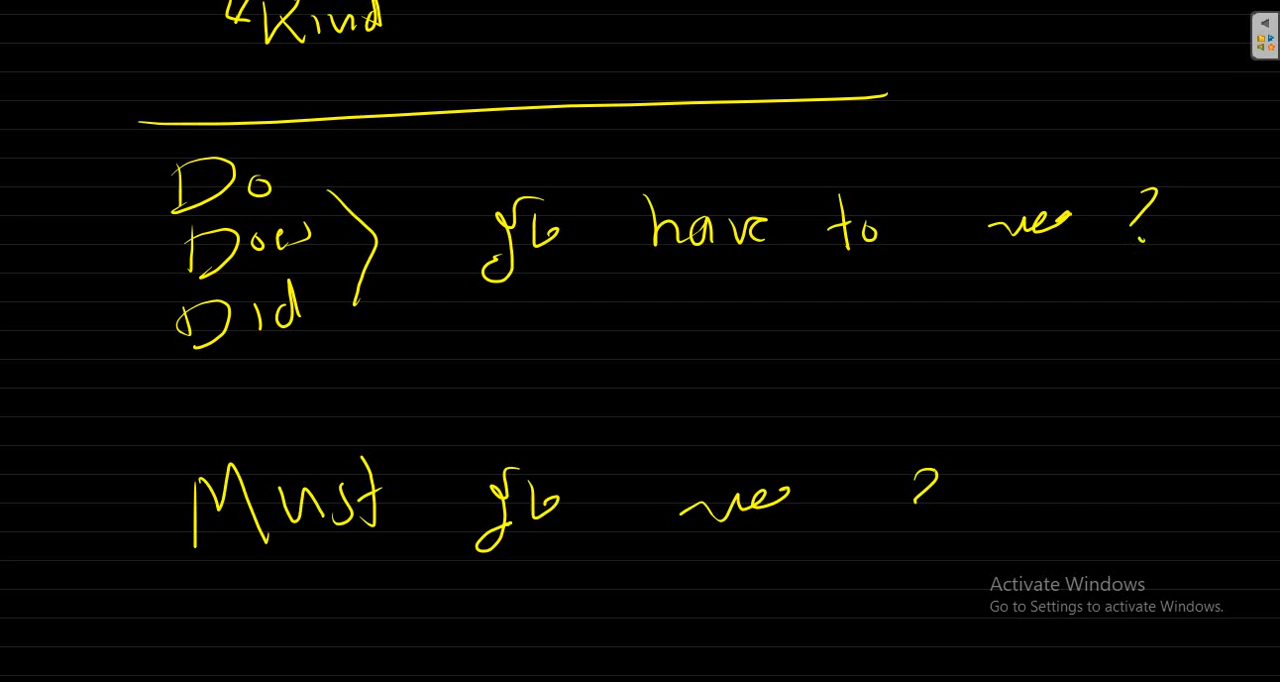 "Kind
Do
Does have to ?
Did
Must ?
Activate Windows
Go to Settings to activate Windows.